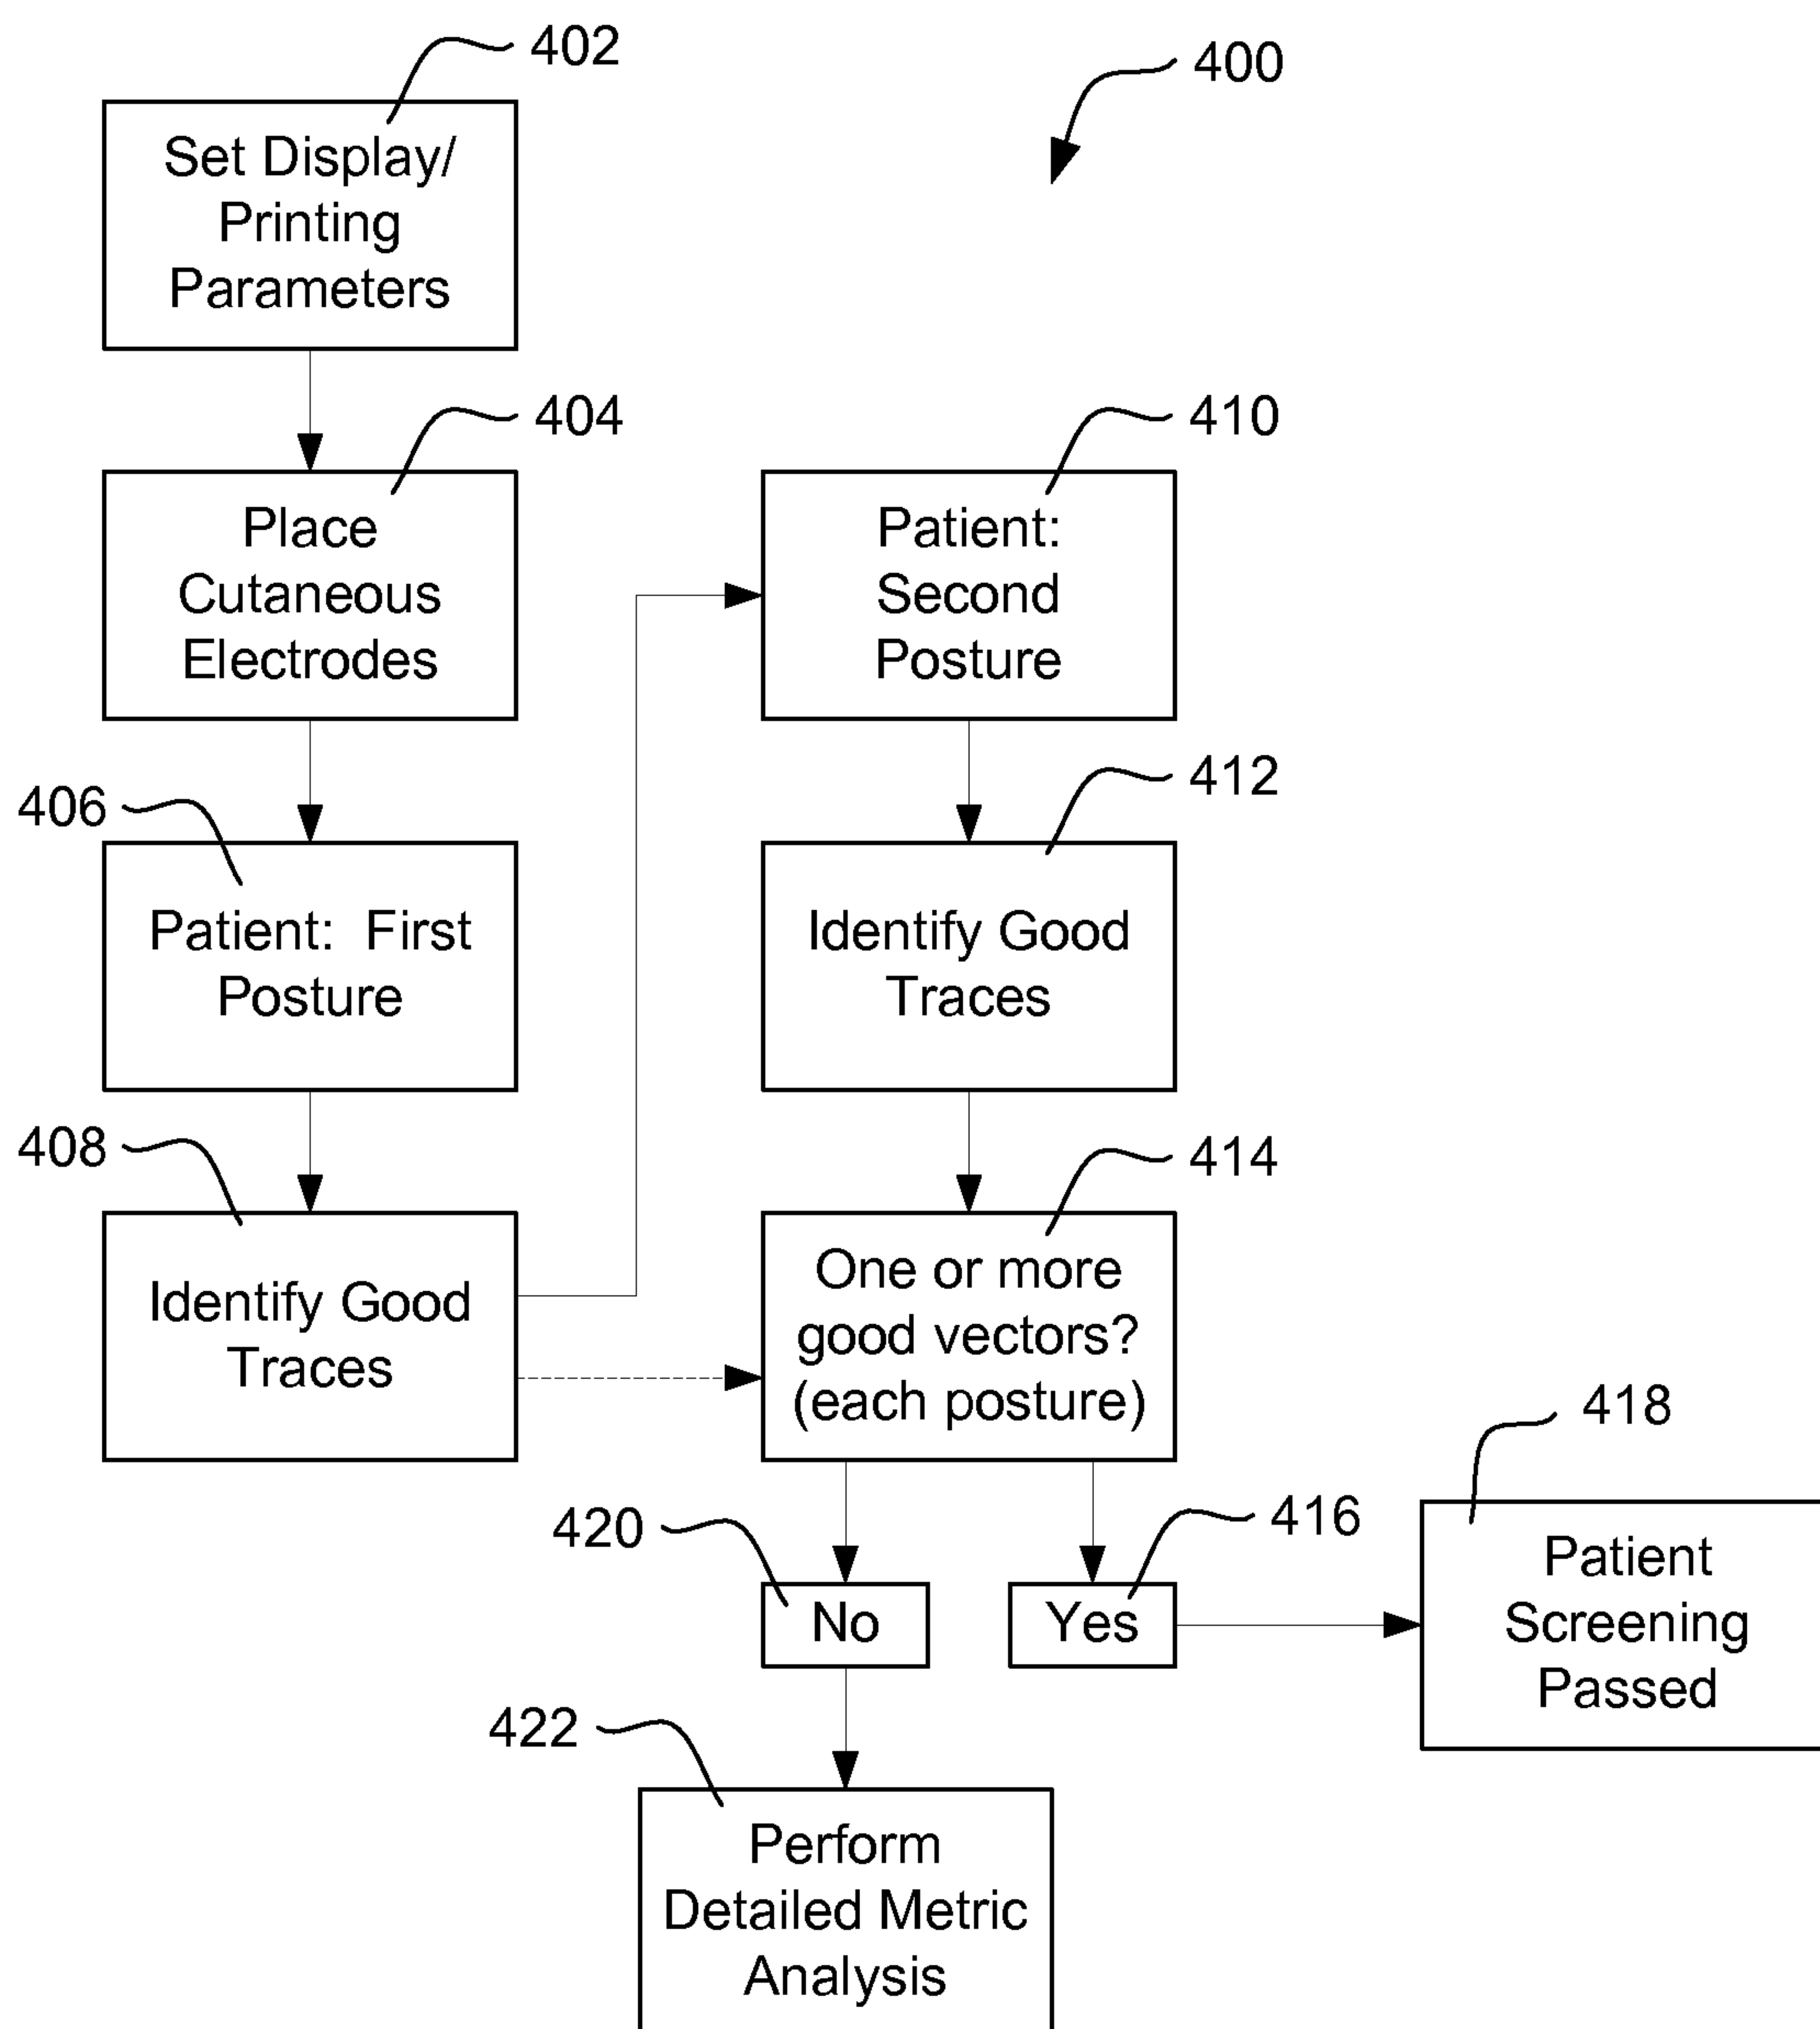 402
400
Set Display/
Printing
Parameters
404
Place
Cutaneous
Electrodes
406
Patient: First
Posture
408
Identify Good
Traces
410
Patient:
Second
Posture
412
Identify Good
Traces
414
One or more
good vectors?
(each posture)
420
No
416
Yes
418
Patient
Screening
Passed
422
Perform
Detailed Metric
Analysis